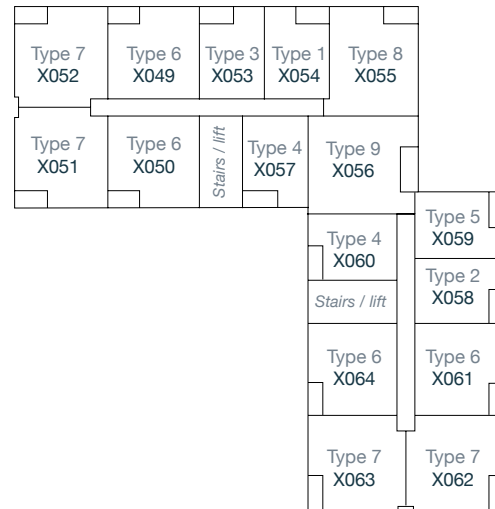 Type 7
X052
Type 6
X049
Type 3
X053
Type 1
X054
Type 8
X055
Type 7
X051
Type 6
X050
Stairs / lift
Type 4
X057
Type 9
X056
Type 5
X059
Type 4
X060
Type 2
X058
Stairs / lift
Type 6
X064
Type 6
X061
Type 7
X063
Type 7
X062